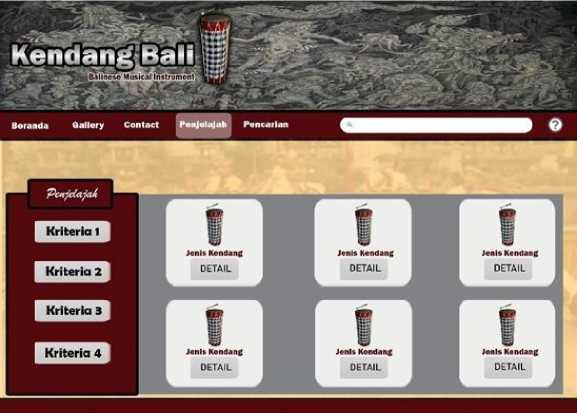 Kendang Bali
Balinese Musical Instrument
Beranda Gallery Contact Penjelajah Pencarian ?
Penjelajah
Kriteria 1
Kriteria 2
Kriteria 3
Kriteria 4
Jenis Kendang Jenis Kendang Jenis Kendang
DETAIL DETAIL DETAIL
Jenis Kendang Jenis Kendang Jenis Kendang
DETAIL DETAIL DETAIL